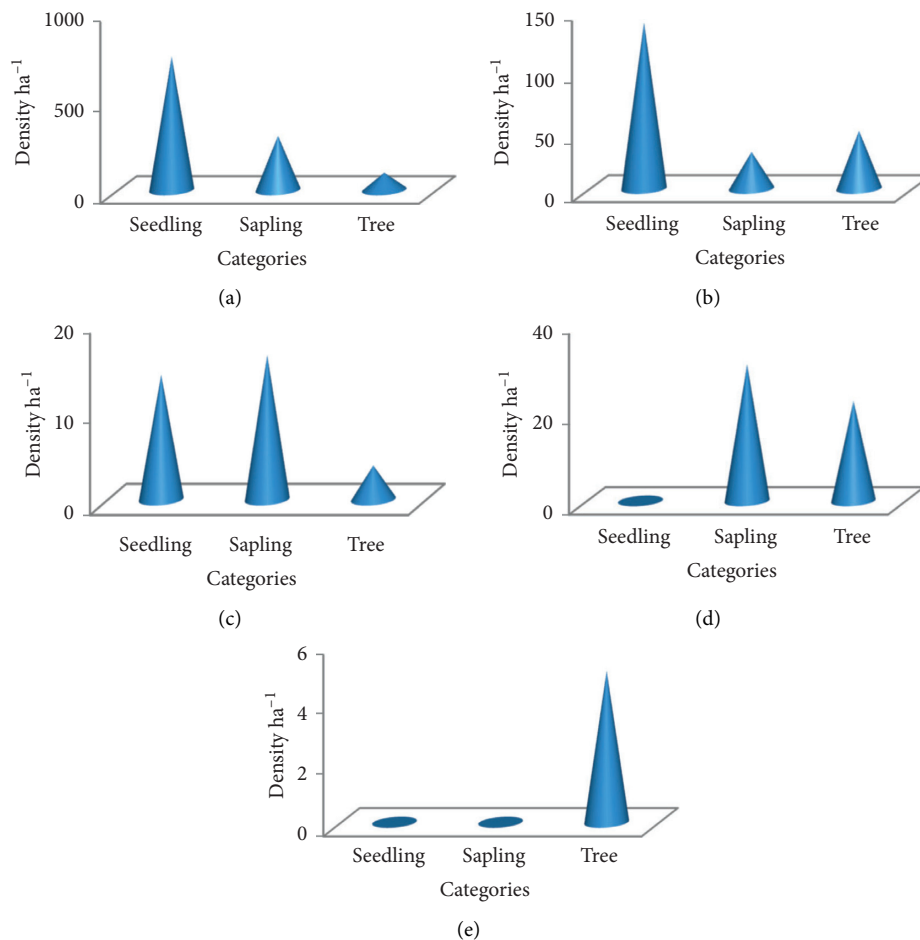 1000
500
0
Density ha⁻¹
Seedling Sapling Tree
Categories
(a)
150
100
50
0
Density ha⁻¹
Seedling Sapling Tree
Categories
(b)
20
10
0
Density ha⁻¹
Seedling Sapling Tree
Categories
(c)
40
20
0
Density ha⁻¹
Seedling Sapling Tree
Categories
(d)
6
4
2
0
Density ha⁻¹
Seedling Sapling Tree
Categories
(e)